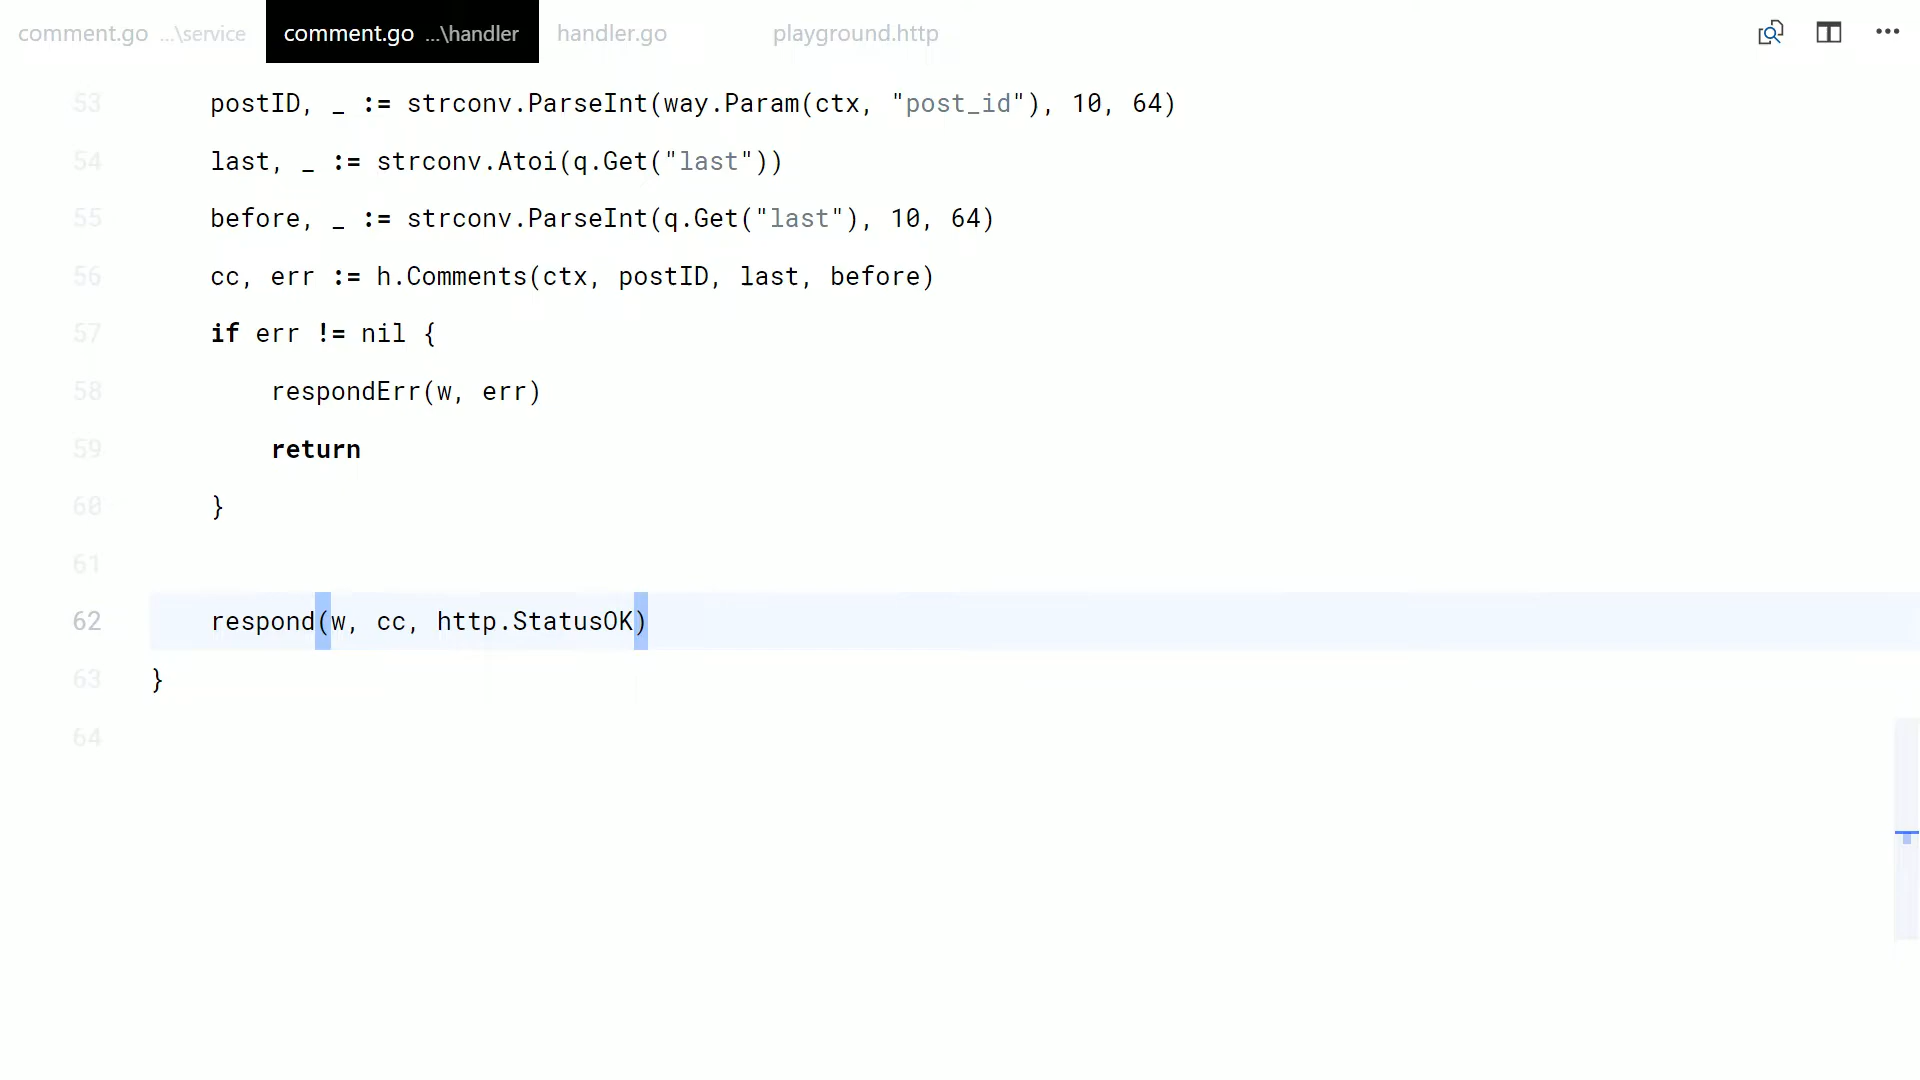 comment.go ...\service comment.go ...\handler handler.go playground.http
53 postID, _ := strconv.ParseInt(way.Param(ctx, "post_id"), 10, 64)
54 last, _ := strconv.Atoi(q.Get("last"))
55 before, _ := strconv.ParseInt(q.Get("last"), 10, 64)
56 cc, err := h.Comments(ctx, postID, last, before)
57 if err != nil {
58 respondErr(w, err)
59 return
60 }
61
62 respond(w, cc, http.StatusOK)
63 }
64